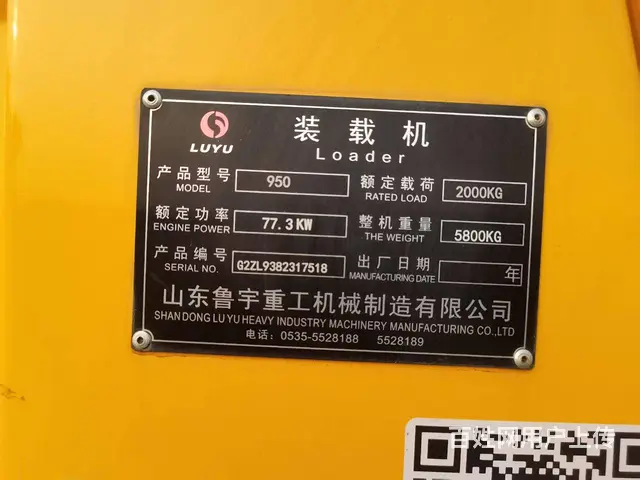 LUYU
装载机
Loader
产品型号 950 额定载荷 2000KG
MODEL RATED LOAD
额定功率 77.3KW 整机重量 5800KG
ENGINE POWER THE WEIGHT
产品编号 G2ZL9382317518 出厂日期 年
SERIAL NO. MANUFACTURING DATE
山东鲁宇重工机械制造有限公司
SHANDONG LUYU HEAVY INDUSTRY MACHINERY MANUFACTURING CO.,LTD
电话：0535-5528188 5528189
百姓网用户上传